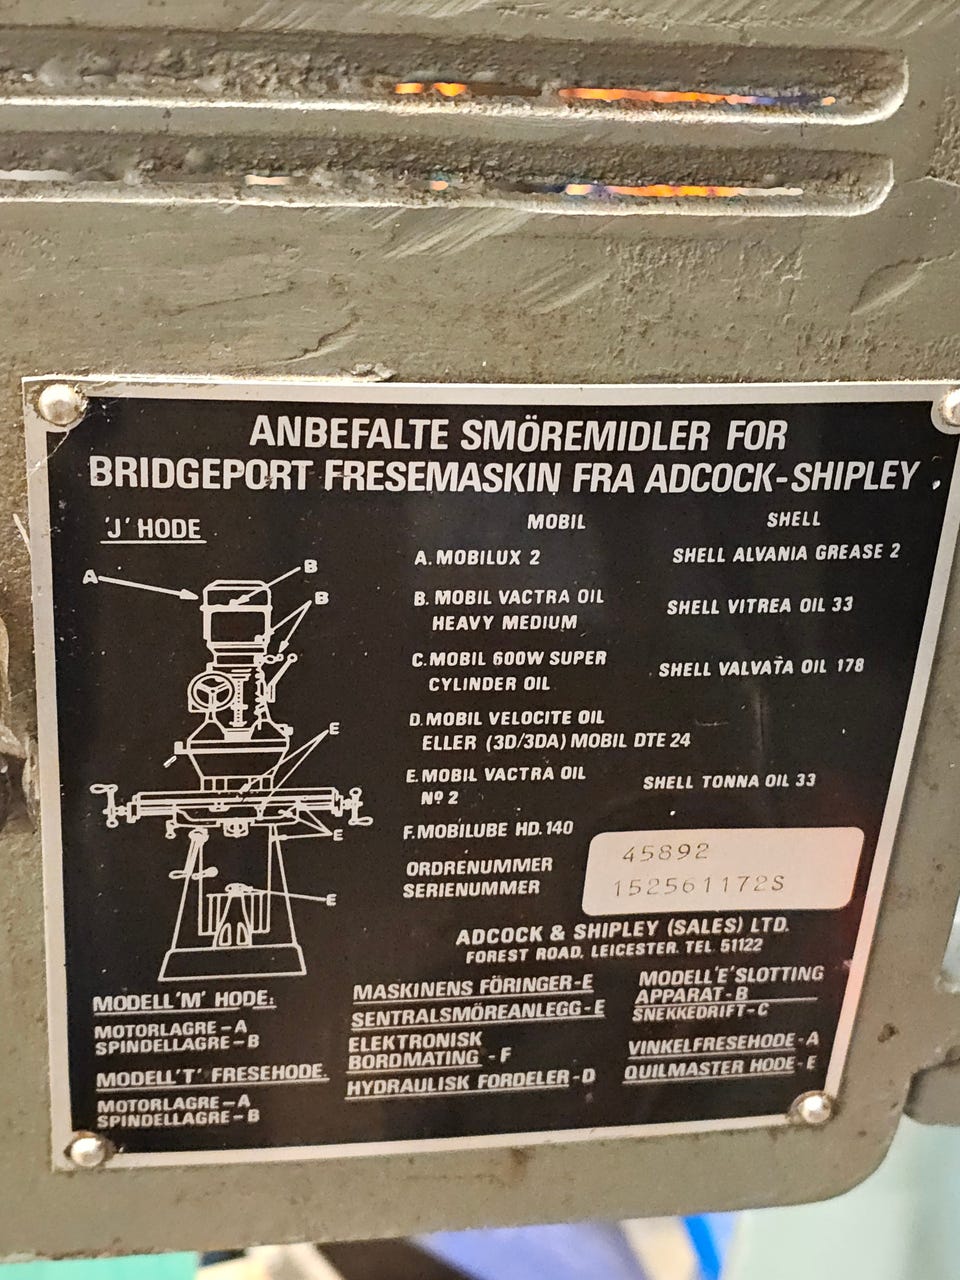 ANBEFALTE SMÖREMIDLER FOR
BRIDGEPORT FRESEMASKIN FRA ADCOCK-SHIPLEY.
'J' HODE
MOBIL SHELL
A. MOBILUX 2 SHELL ALVANIA GREASE 2
B. MOBIL VACTRA OIL
HEAVY MEDIUM
SHELL VITREA OIL 33
C. MOBIL 600W SUPER
CYLINDER OIL
SHELL VALVATA OIL 178
D. MOBIL VELOCITE OIL
ELLER (3D/3DA) MOBIL DTE 24
E. MOBIL VACTRA OIL
Nº 2
SHELL TONNA OIL 33
F. MOBILUBE HD. 140
A
B
B
E
E
E
ORDRENUMMER 45892
SERIENUMMER 152561172S
ADCOCK & SHIPLEY (SALES) LTD.
FOREST ROAD, LEICESTER. TEL 51122
MODELL 'M' HODE:
MOTORLAGRE - A
SPINDELLAGRE - B
MODELL 'T' FRESEHODE.
MOTORLAGRE - A
SPINDELLAGRE - B
MASKINENS FÖRINGER - E
SENTRALSMÖREANLEGG - E
ELEKTRONISK
BORDMATING - F
HYDRAULISK FORDELER - D
MODELL 'E' SLOTTING
APPARAT - B
SNEKKEDRIFT - C
VINKELFRESEHODE - A
QUILMASTER HODE - E